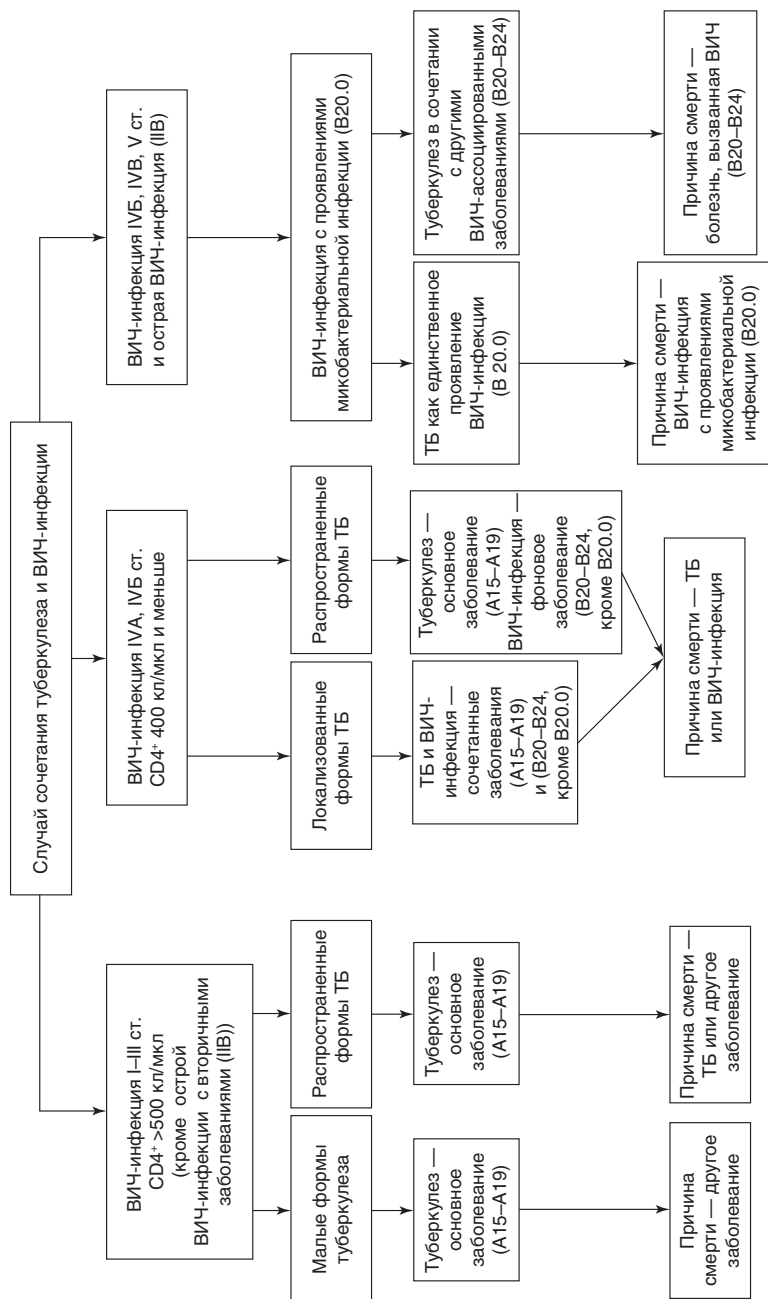 Случай сочетания туберкулеза и ВИЧ-инфекции
ВИЧ-инфекция I–III ст.
CD4⁺ >500 кл/мкл
(кроме острой
ВИЧ-инфекции с вторичными
заболеваниями (IIВ))
ВИЧ-инфекция IVА, IVБ ст.
CD4⁺ 400 кл/мкл и меньше
ВИЧ-инфекция IVБ, IVВ, V ст.
и острая ВИЧ-инфекция (IIВ)
Малые формы
туберкулеза
Распространенные
формы ТБ
Локализованные
формы ТБ
Распространенные
формы ТБ
ВИЧ-инфекция с проявлениями
микобактериальной инфекции (В20.0)
Туберкулез —
основное
заболевание
(А15–А19)
Туберкулез —
основное
заболевание
(А15–А19)
ТБ и ВИЧ-
инфекция —
сочетанные
заболевания
(А15–А19)
и (В20–В24,
кроме В20.0)
Туберкулез —
основное
заболевание
(А15–А19)
ВИЧ-инфекция —
фоновое
заболевание
(В20–В24,
кроме В20.0)
ТБ как единственное
проявление
ВИЧ-инфекции
(В 20.0)
Туберкулез в сочетании
с другими
ВИЧ-ассоциированными
заболеваниями (В20–В24)
Причина
смерти — другое
заболевание
Причина смерти —
ТБ или другое
заболевание
Причина смерти — ТБ
или ВИЧ-инфекция
Причина смерти —
ВИЧ-инфекция
с проявлениями
микобактериальной
инфекции (В20.0)
Причина смерти —
болезнь, вызванная ВИЧ
(В20–В24)